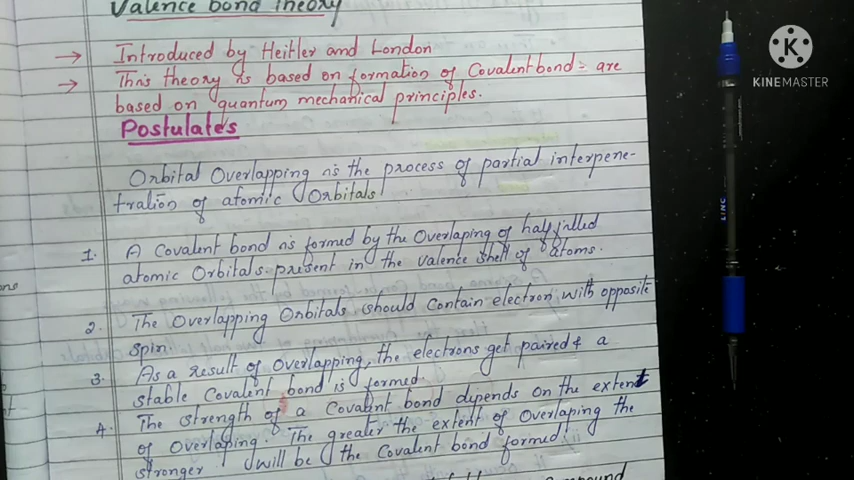 Valence bond theory
→ Introduced by Heitler and London
→ This theory is based on formation of Covalent bond - are
based on quantum mechanical principles.
Postulates
Orbital Overlapping is the process of partial interpene-
tration of atomic Orbitals
1. A Covalent bond is formed by the Overlaping of half filled
atomic Orbitals present in the valence shell of atoms.
2. The Overlapping Orbitals should contain electron with opposite
spin.
3. As a result of overlapping, the electrons get paired & a
stable Covalent bond is formed.
4. The strength of a Covalent bond depends on the extent
of Overlaping. The greater the extent of Overlaping the
stronger will be the Covalent bond formed.
Compound
K
KINEMASTER
LINC
ons